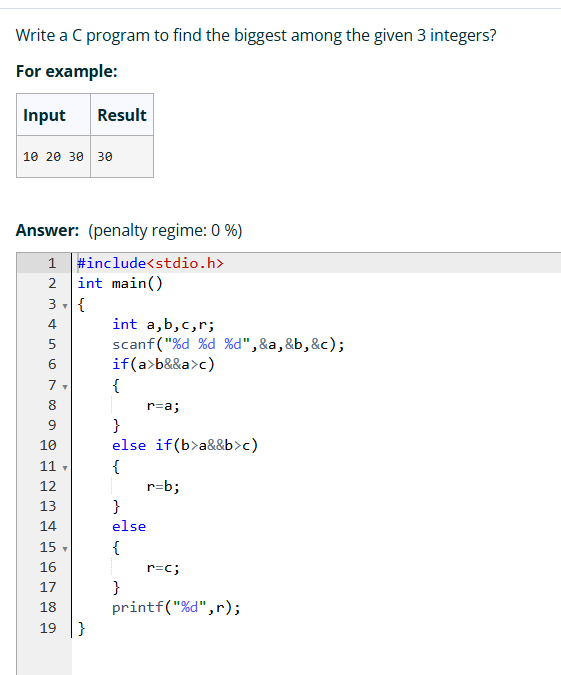 Write a C program to find the biggest among the given 3 integers?
For example:
Input Result
10 20 30 30
Answer: (penalty regime: 0 %)
1 #include<stdio.h>
2 int main()
3 {
4 int a,b,c,r;
5 scanf("%d %d %d",&a,&b,&c);
6 if(a>b&&a>c)
7 {
8 r=a;
9 }
10 else if(b>a&&b>c)
11 {
12 r=b;
13 }
14 else
15 {
16 r=c;
17 }
18 printf("%d",r);
19 }